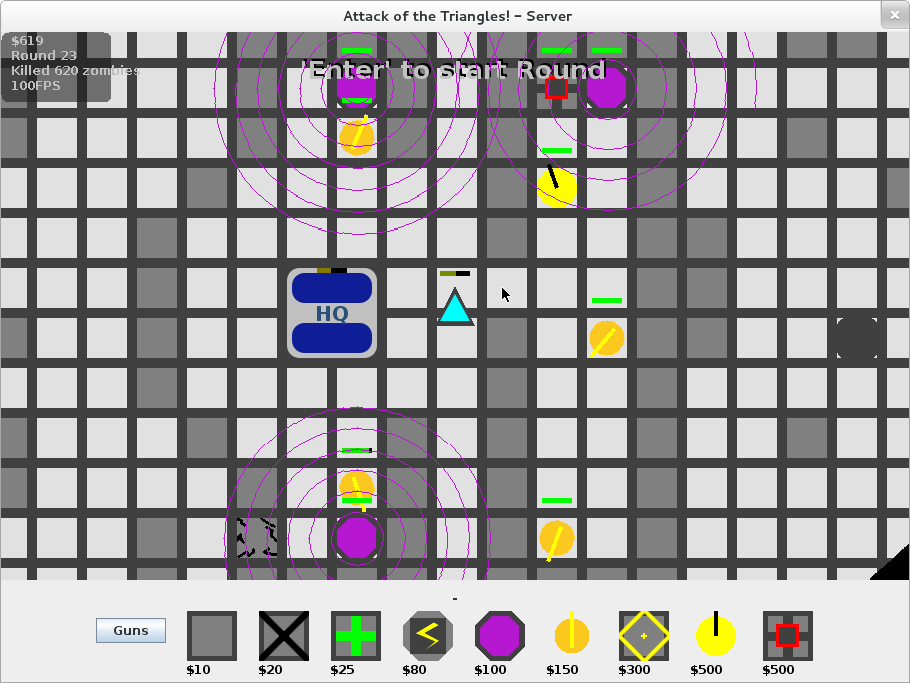 Attack of the Triangles! – Server
$619
Round 23
Killed 620 zombies
100FPS
'Enter' to start Round
HQ
-
Guns
$10 $20 $25 $80 $100 $150 $300 $500 $500